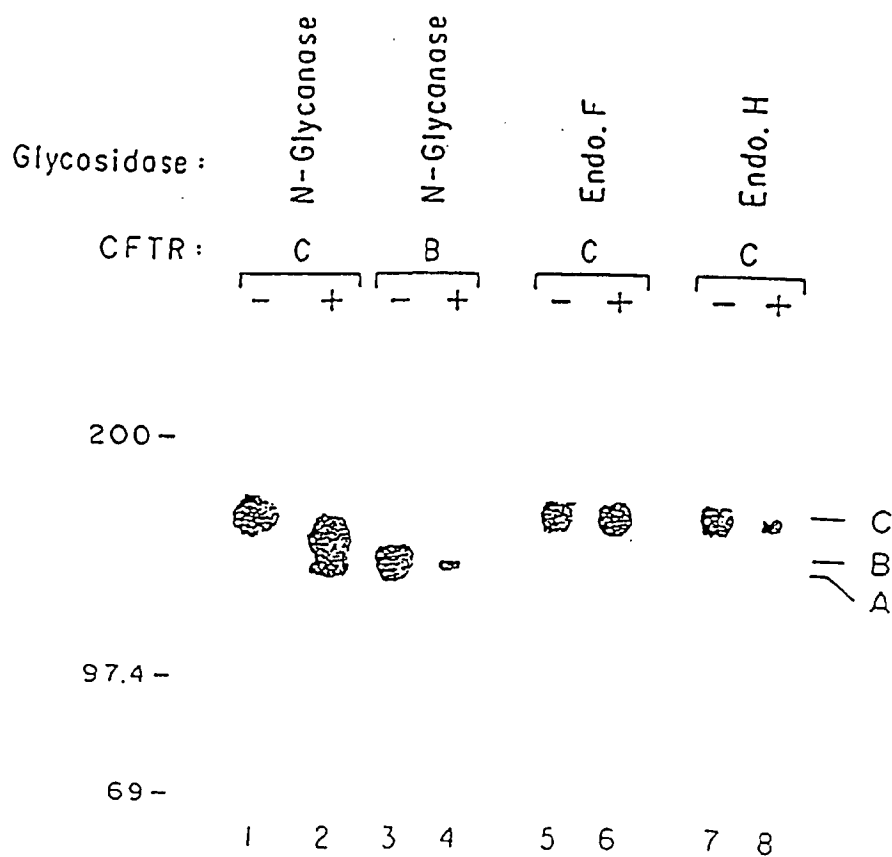 Glycosidase: N-Glycanase N-Glycanase Endo. F Endo. H
CFTR: C B C C
- + - + - + - +
200-
C
B
A
97.4-
69-
1 2 3 4 5 6 7 8